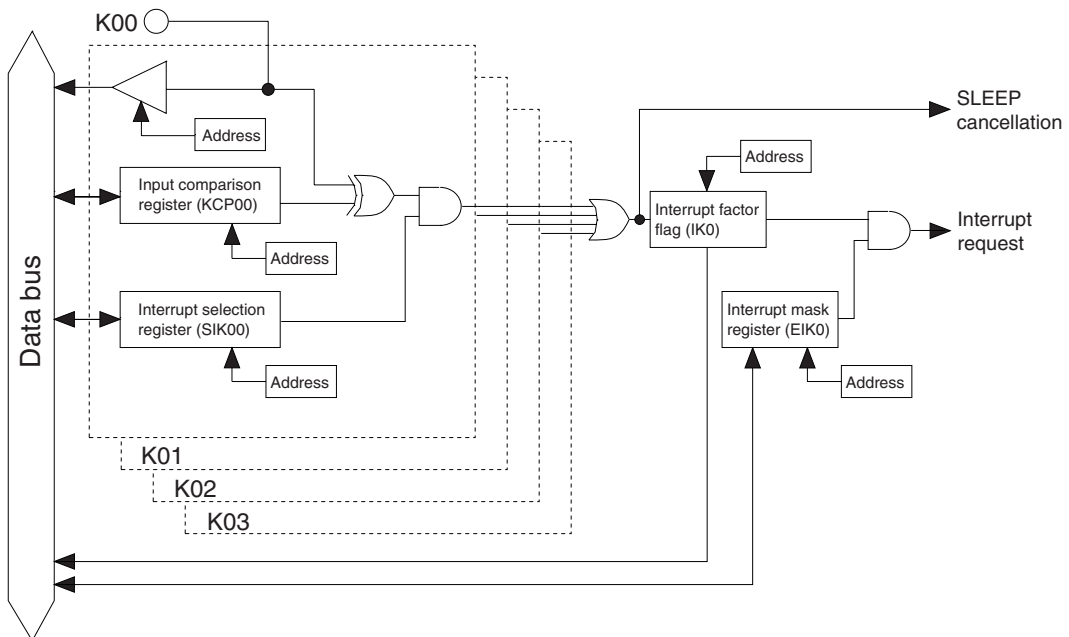 K00
Address
Input comparison
register (KCP00)
Address
Interrupt selection
register (SIK00)
Address
K01
K02
K03
Data bus
SLEEP
cancellation
Address
Interrupt factor
flag (IK0)
Interrupt
request
Interrupt mask
register (EIK0)
Address